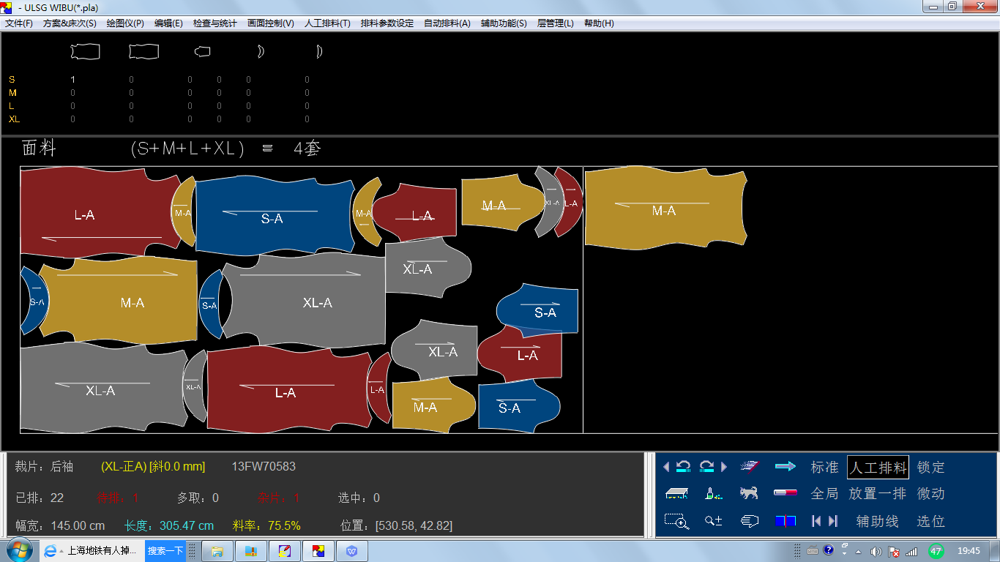 - ULSG WIBU(*.pla)
文件(F) 方案&床次(S) 绘图仪(P) 编辑(E) 检查与统计 画面控制(V) 人工排料(T) 排料参数设定 自动排料(A) 辅助功能(S) 层管理(L) 帮助(H)
S 1 0 0 0 0 0
M 0 0 0 0 0 0
L 0 0 0 0 0 0
XL 0 0 0 0 0 0
面料 (S+M+L+XL) = 4套
L-A M-A S-A M-A L-A M-A XL-A L-A M-A
XL-A
S-A M-A S-A XL-A S-A
XL-A L-A
XL-A XL-A L-A L-A M-A S-A
裁片：后袖 (XL-正A) [斜0.0 mm] 13FW70583
已排：22 待排：1 多取：0 杂片：1 选中：0
幅宽：145.00 cm 长度：305.47 cm 料率：75.5% 位置：[530.58, 42.82]
标准 人工排料 锁定
全局 放置一排 微动
辅助线 选位
上海地铁有人掉... 搜索一下 47 19:45